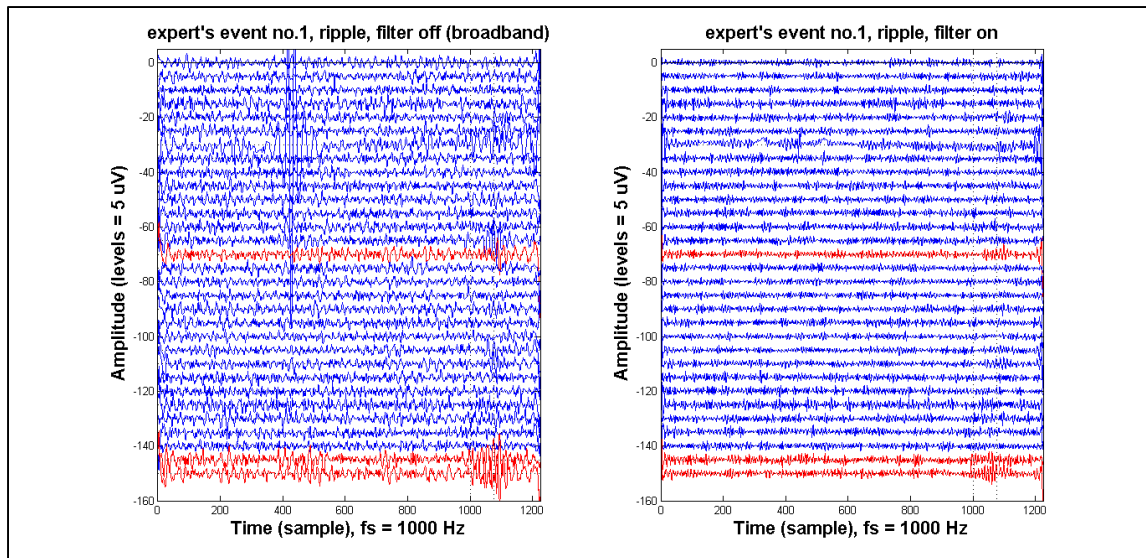 expert's event no.1, ripple, filter off (broadband)
0
-20
-40
-60
-80
-100
-120
-140
-160
Amplitude (levels = 5 uV)
0 200 400 600 800 1000 1200
Time (sample), fs = 1000 Hz
expert's event no.1, ripple, filter on
0
-20
-40
-60
-80
-100
-120
-140
-160
Amplitude (levels = 5 uV)
0 200 400 600 800 1000 1200
Time (sample), fs = 1000 Hz